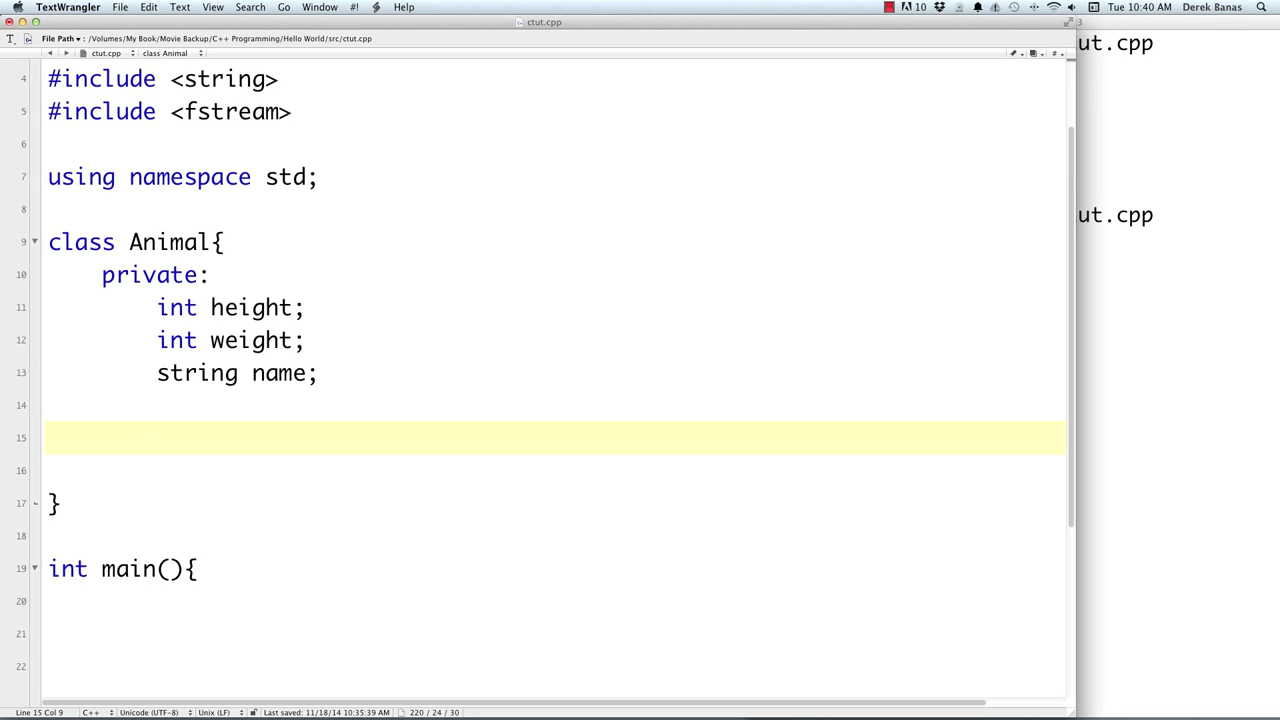 TextWrangler File Edit Text View Search Go Window #! Help 10 Tue 10:40 AM Derek Banas
ctut.cpp
File Path ▾ : /Volumes/My Book/Movie Backup/C++ Programming/Hello World/src/ctut.cpp
ctut.cpp class Animal
4 #include <string>
5 #include <fstream>
6
7 using namespace std;
8
9 class Animal{
10 private:
11 int height;
12 int weight;
13 string name;
14
15
16
17 }
18
19 int main(){
20
21
22
Line 15 Col 9 C++ Unicode (UTF-8) Unix (LF) Last saved: 11/18/14 10:35:39 AM 220 / 24 / 30
3
ut.cpp
ut.cpp